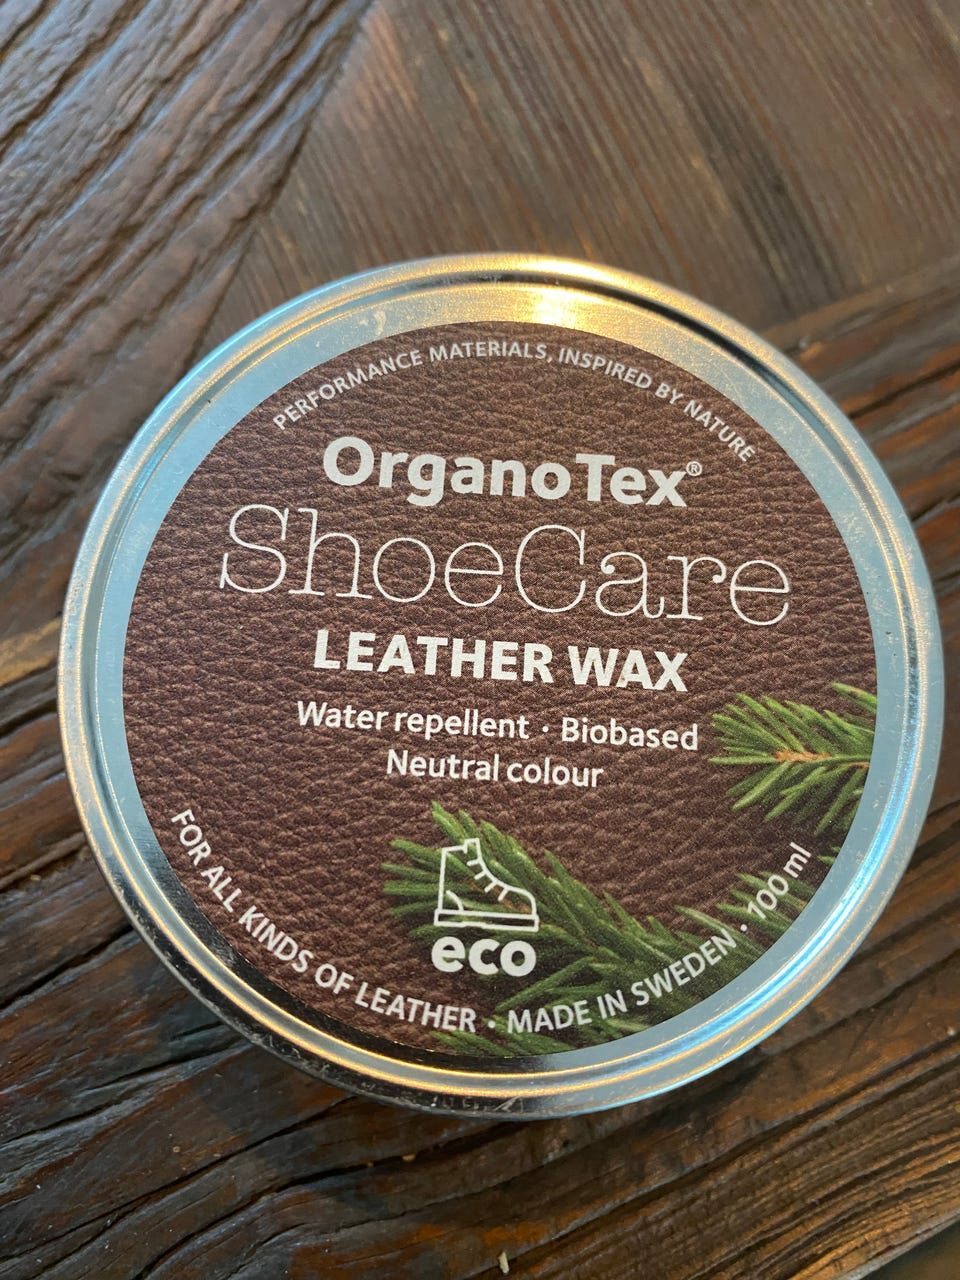 PERFORMANCE MATERIALS, INSPIRED BY NATURE
OrganoTex®
ShoeCare
LEATHER WAX
Water repellent · Biobased
Neutral colour
eco
FOR ALL KINDS OF LEATHER · MADE IN SWEDEN · 100 ml